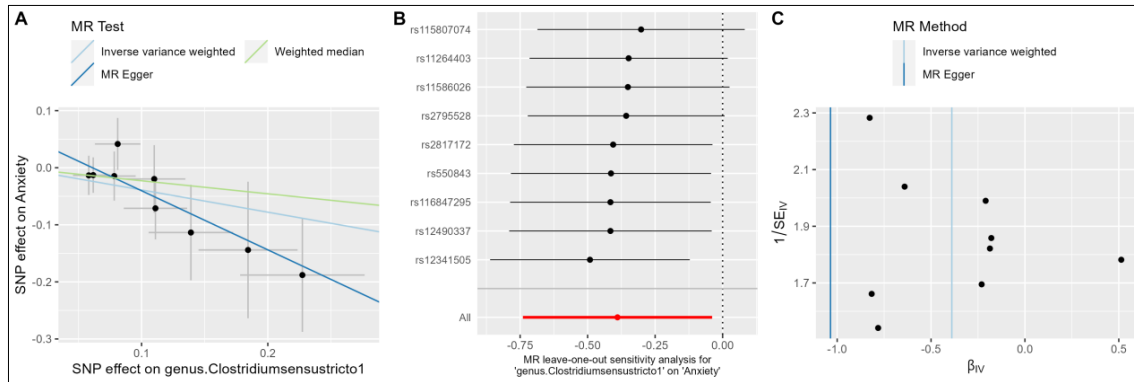 A
MR Test
Inverse variance weighted
Weighted median
MR Egger
0.1
0.0
-0.1
-0.2
-0.3
SNP effect on Anxiety
0.1
0.2
SNP effect on genus.Clostridiumsensustricto1
B
rs115807074
rs11264403
rs11586026
rs2795528
rs2817172
rs550843
rs116847295
rs12490337
rs12341505
All
-0.75
-0.50
-0.25
0.00
MR leave-one-out sensitivity analysis for
'genus.Clostridiumsensustricto1' on 'Anxiety'
C
MR Method
Inverse variance weighted
MR Egger
2.3
2.1
1.9
1.7
1/SE_IV
-1.0
-0.5
0.0
0.5
β_IV